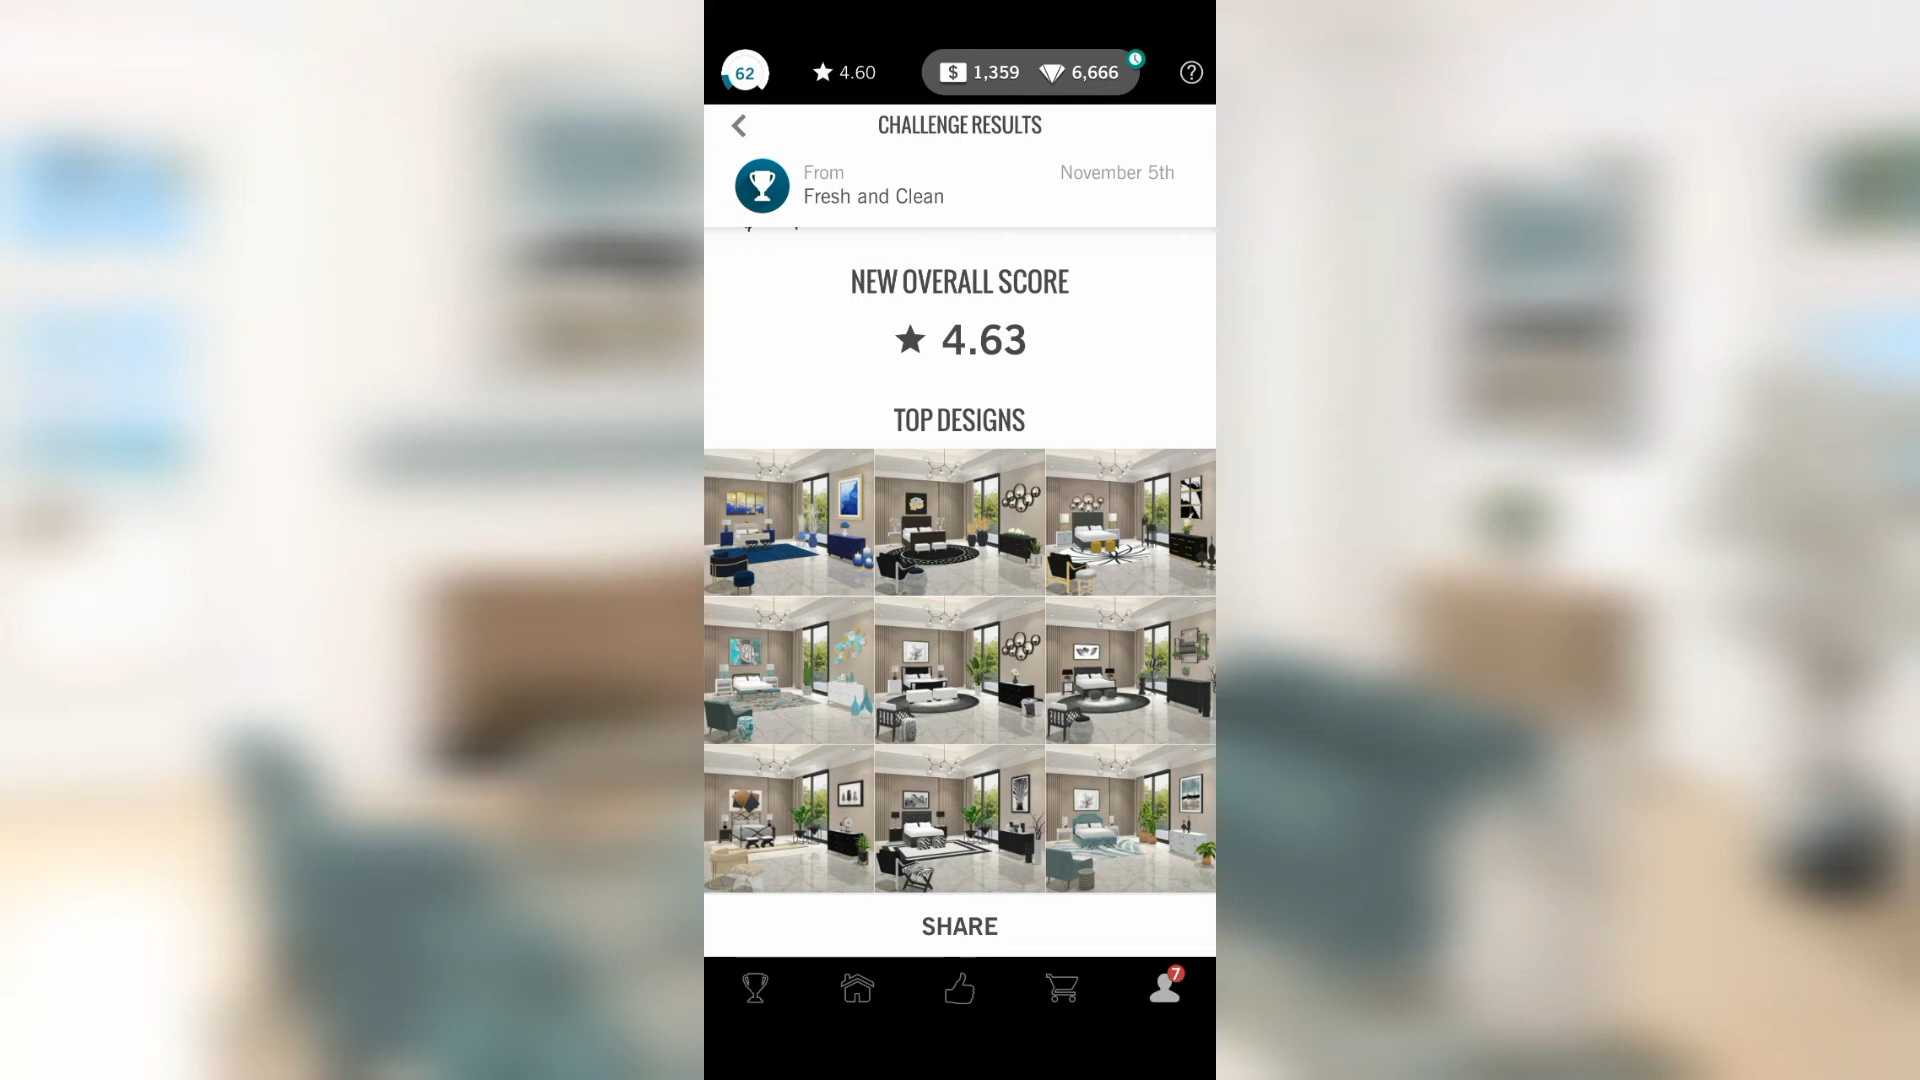 62
4.60
$ 1,359
6,666
?
CHALLENGE RESULTS
From
November 5th
Fresh and Clean
NEW OVERALL SCORE
4.63
TOP DESIGNS
SHARE
7